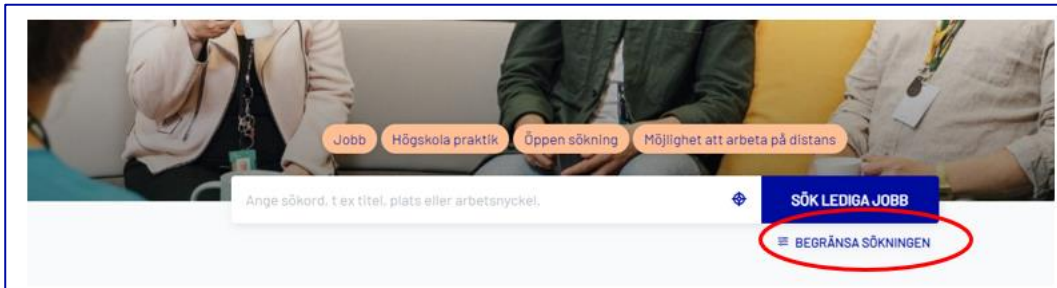 Jobb Högskola praktik Öppen sökning Möjlighet att arbeta på distans
Ange sökord, t ex titel, plats eller arbetsnyckel. SÖK LEDIGA JOBB
BEGRÄNSA SÖKNINGEN